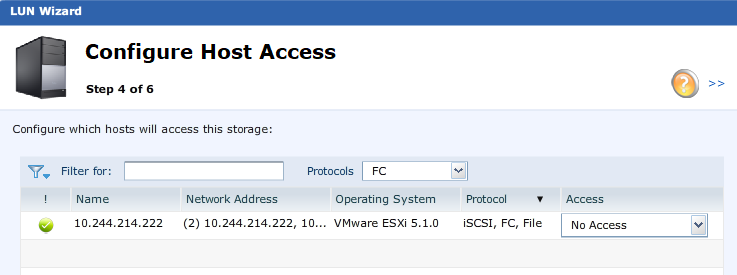 LUN Wizard
Configure Host Access
Step 4 of 6
? >>
Configure which hosts will access this storage:
Filter for: Protocols FC
! Name Network Address Operating System Protocol ▼ Access
10.244.214.222 (2) 10.244.214.222, 10... VMware ESXi 5.1.0 iSCSI, FC, File No Access